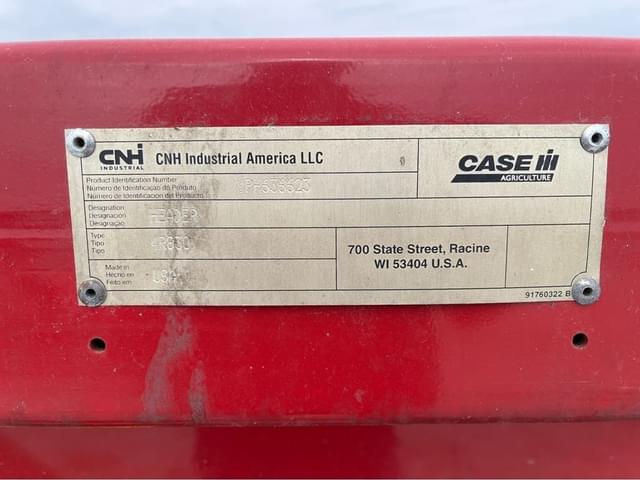 CNH
INDUSTRIAL
CNH Industrial America LLC
CASE IH
AGRICULTURE
Product Identification Number
Número de Identificação do Produto
Número de Identificación del Producto
Designation
Designación
Designação
HEADER
Type
Tipo
Tipo
Made in
Hecho en
Feito em
USA
700 State Street, Racine
WI 53404 U.S.A.
91760322 B